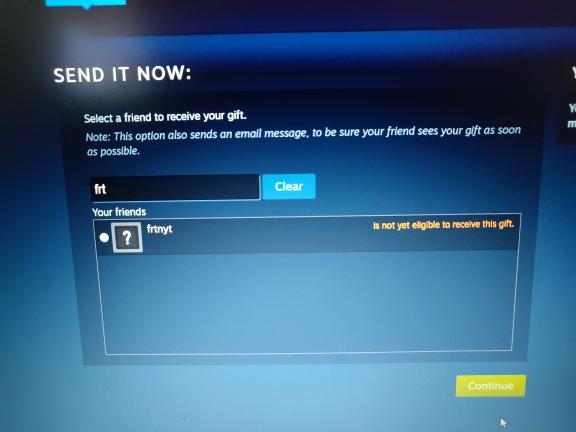 SEND IT NOW:
Select a friend to receive your gift.
Note: This option also sends an email message, to be sure your friend sees your gift as soon
as possible.
frt
Clear
Your friends
?
frtnyt
is not yet eligible to receive this gift.
Continue